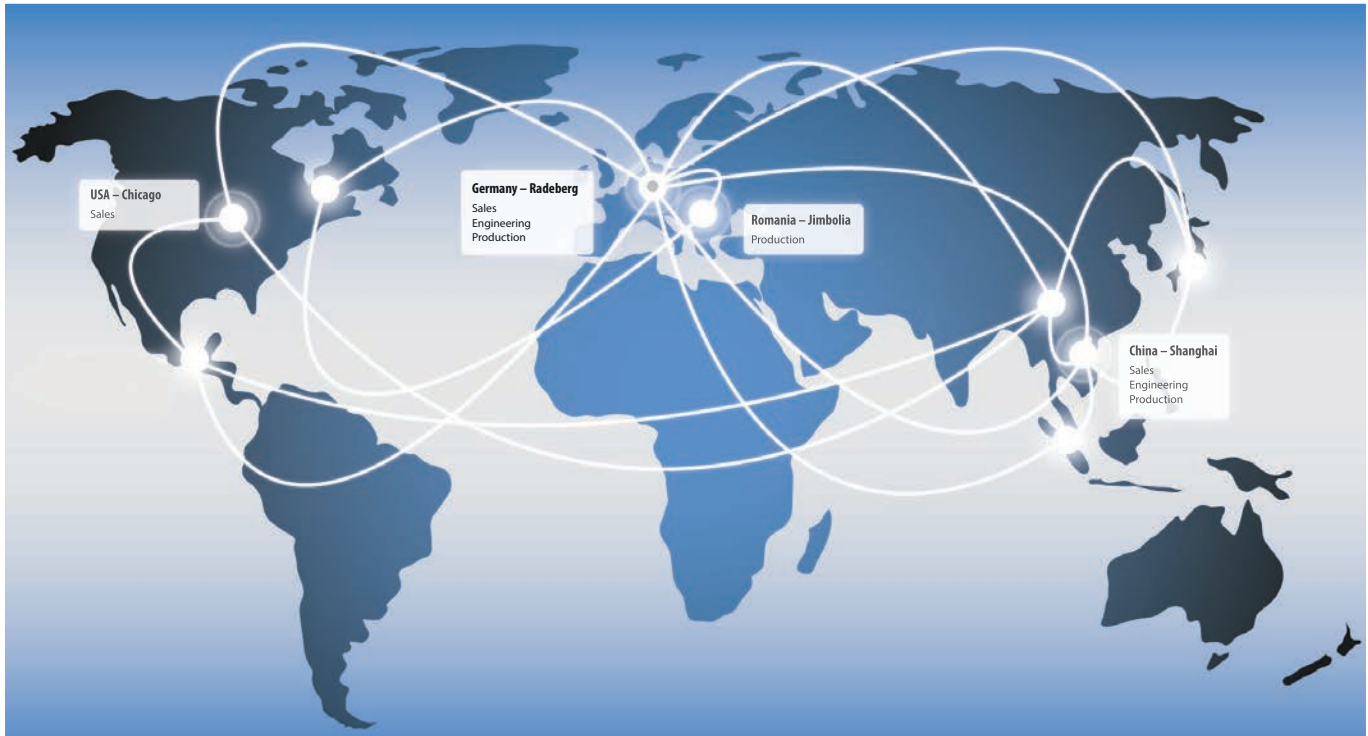 USA – Chicago
Sales
Germany – Radeberg
Sales
Engineering
Production
Romania – Jimbolia
Production
China – Shanghai
Sales
Engineering
Production